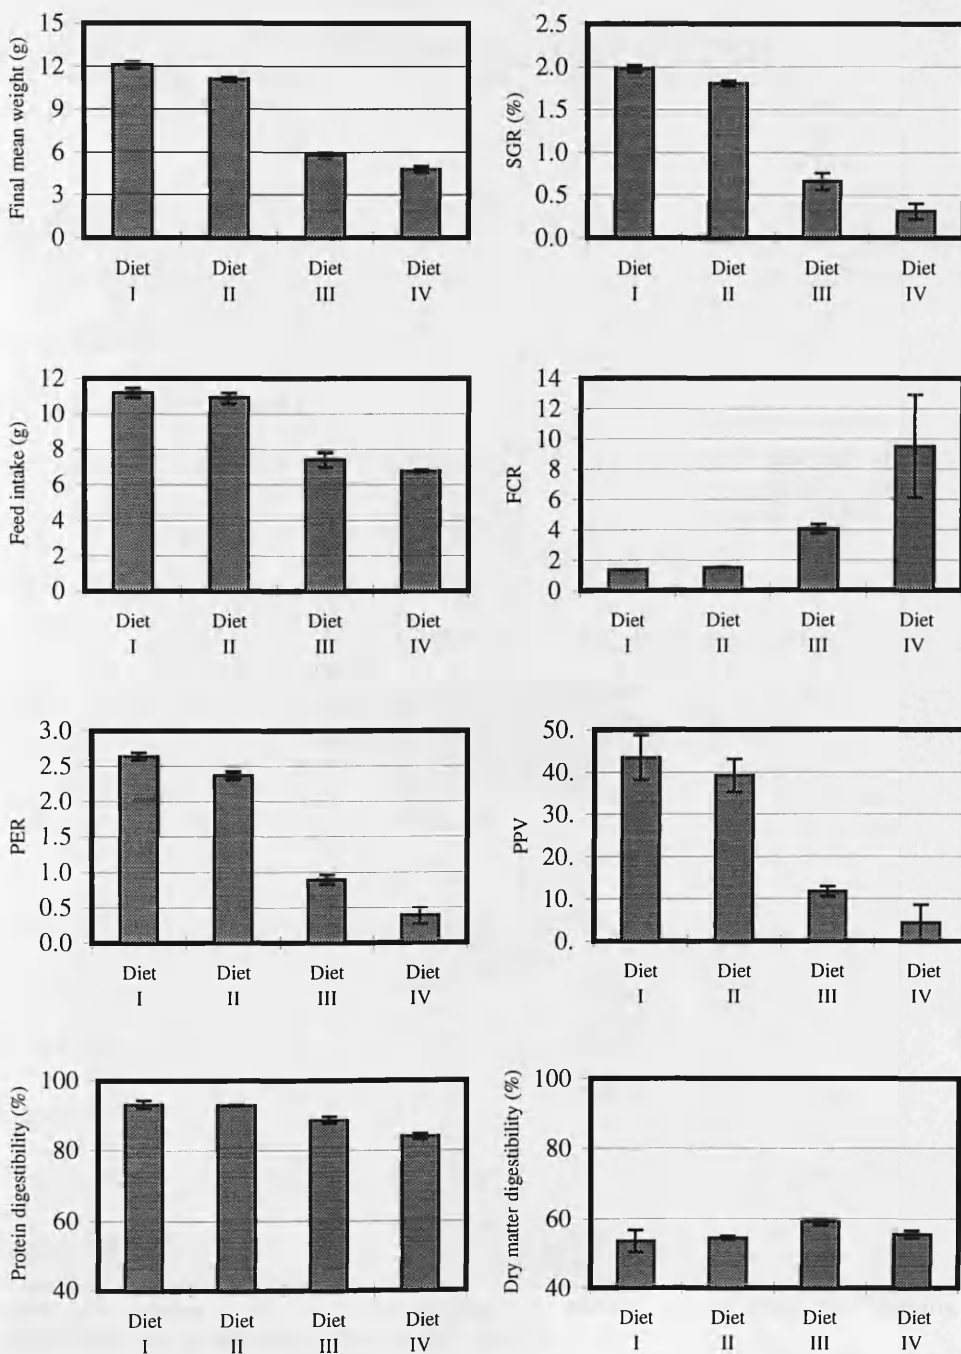 Final mean weight (g)
15
12
9
6
3
0
Diet Diet Diet Diet
I II III IV
SGR (%)
2.5
2.0
1.5
1.0
0.5
0.0
Diet Diet Diet Diet
I II III IV
Feed intake (g)
12
10
8
6
4
2
0
Diet Diet Diet Diet
I II III IV
FCR
14
12
10
8
6
4
2
0
Diet Diet Diet Diet
I II III IV
PER
3.0
2.5
2.0
1.5
1.0
0.5
0.0
Diet Diet Diet Diet
I II III IV
PPV
50.
40.
30.
20.
10.
0.
Diet Diet Diet Diet
I II III IV
Protein digestibility (%)
100
80
60
40
Diet Diet Diet Diet
I II III IV
Dry matter digestibility (%)
100
80
60
40
Diet Diet Diet Diet
I II III IV